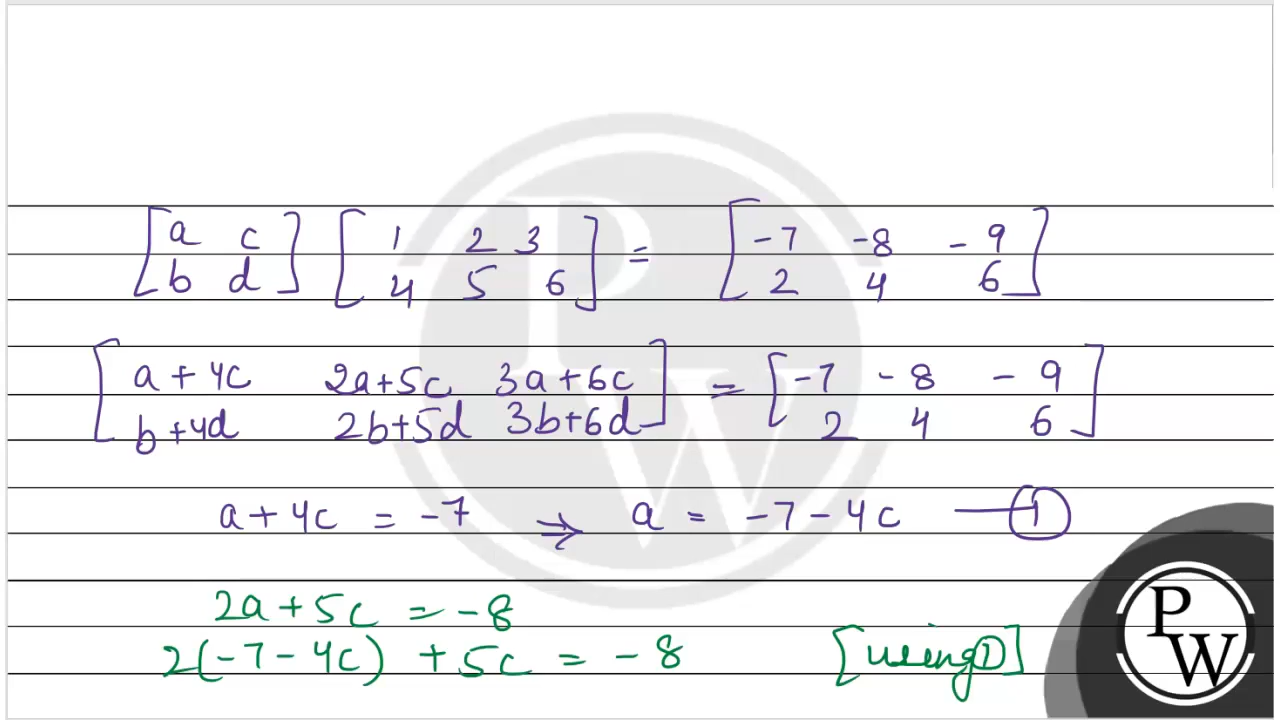 [a c b d] [1 2 3 4 5 6] = [-7 -8 -9 2 4 6]
[a + 4c 2a+5c 3a+6c b+4d 2b+5d 3b+6d] = [-7 -8 -9 2 4 6]
a + 4c = -7 ⇒ a = -7 - 4c — ①
2a + 5c = -8
2(-7 - 4c) + 5c = -8 [using ①]
P
W
P
W